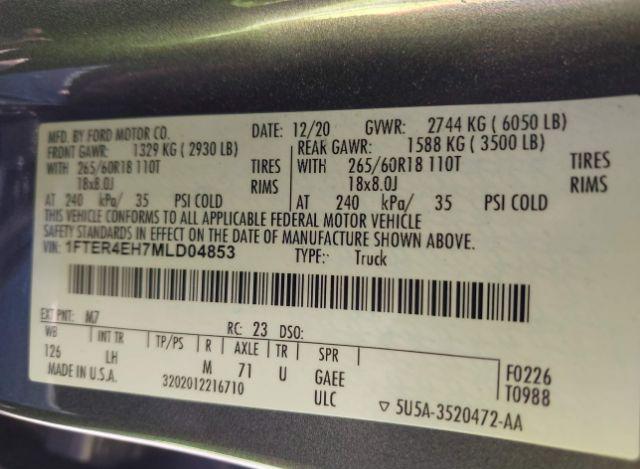 MFD. BY FORD MOTOR CO. DATE: 12/20 GVWR: 2744 KG ( 6050 LB)
FRONT GAWR: 1329 KG ( 2930 LB) REAR GAWR: 1588 KG ( 3500 LB)
WITH 265/60R18 110T TIRES WITH 265/60R18 110T TIRES
18x8.0J RIMS 18x8.0J RIMS
AT 240 kPa/ 35 PSI COLD AT 240 kPa/ 35 PSI COLD
THIS VEHICLE CONFORMS TO ALL APPLICABLE FEDERAL MOTOR VEHICLE
SAFETY STANDARDS IN EFFECT ON THE DATE OF MANUFACTURE SHOWN ABOVE.
VIN: 1FTER4EH7MLD04853 TYPE: Truck
EXT PNT: M7 RC: 23 DSO:
WB INT TR TP/PS R AXLE TR SPR
126 LH M 71 U GAEE F0226
MADE IN U.S.A. 3202012216710 ULC T0988
▽ 5U5A-3520472-AA